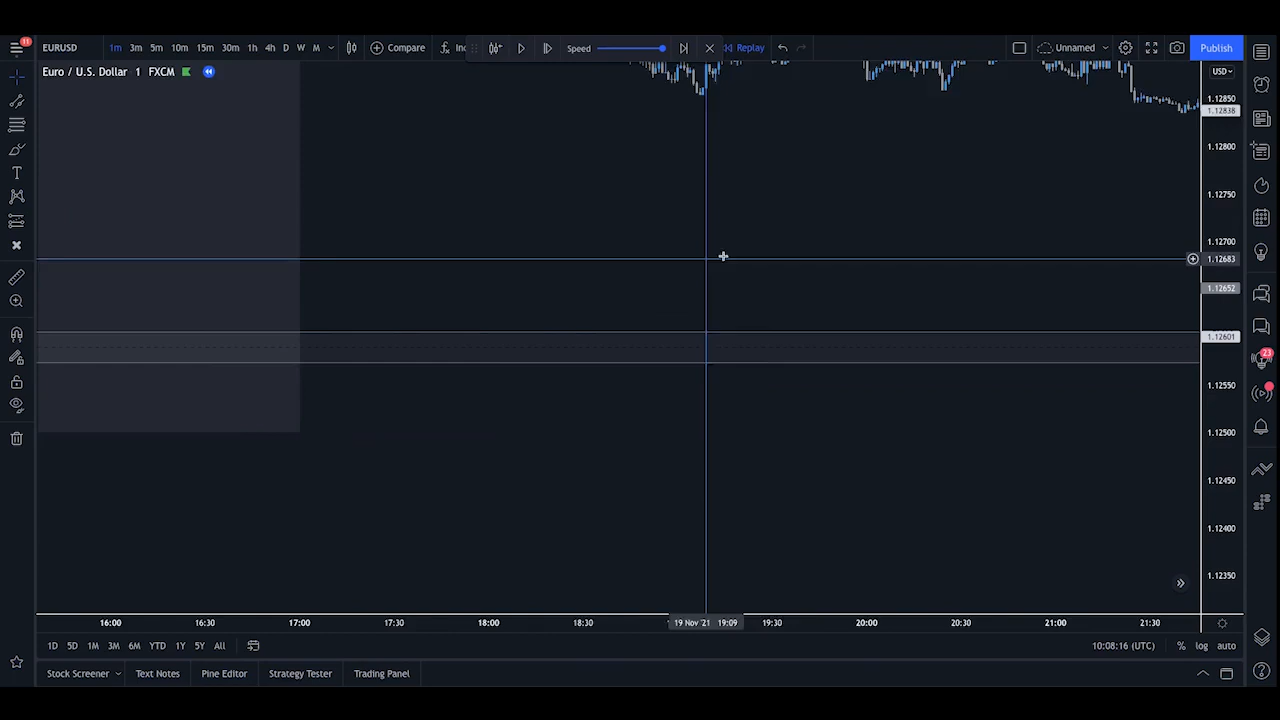 11
EURUSD 1m 3m 5m 10m 15m 30m 1h 4h D W M Compare Speed Replay Unnamed Publish
Euro / U.S. Dollar 1 FXCM
USD
1.12850
1.12838
1.12800
1.12750
1.12700
1.12683
1.12652
1.12601
1.12550
1.12500
1.12450
1.12400
1.12350
23
16:00 16:30 17:00 17:30 18:00 18:30 19 Nov '21 19:09 19:30 20:00 20:30 21:00 21:30
1D 5D 1M 3M 6M YTD 1Y 5Y All 10:08:16 (UTC) % log auto
Stock Screener Text Notes Pine Editor Strategy Tester Trading Panel